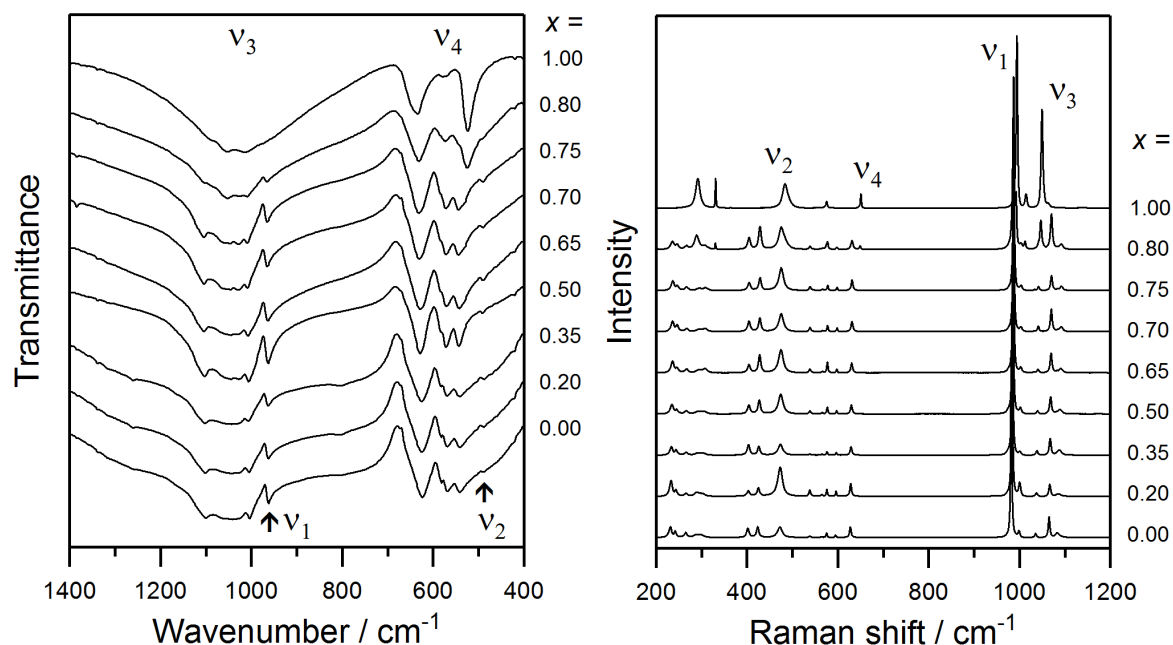 x =
ν3
ν4
1.00
0.80
0.75
0.70
0.65
0.50
0.35
0.20
0.00
ν1
ν2
Transmittance
1400 1200 1000 800 600 400
Wavenumber / cm-1
ν1
ν3
x =
ν2
ν4
1.00
0.80
0.75
0.70
0.65
0.50
0.35
0.20
0.00
Intensity
200 400 600 800 1000 1200
Raman shift / cm-1